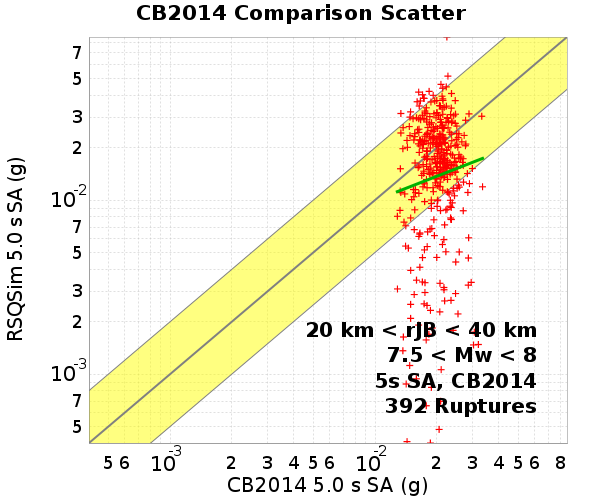 CB2014 Comparison Scatter
RSQSim 5.0 s SA (g)
7
5
3
2
10-2
7
5
3
2
10-3
7
5
20 km < rJB < 40 km
7.5 < Mw < 8
5s SA, CB2014
392 Ruptures
5 6 10-3 2 3 4 5 6 10-2 2 3 4 5 6 8
CB2014 5.0 s SA (g)